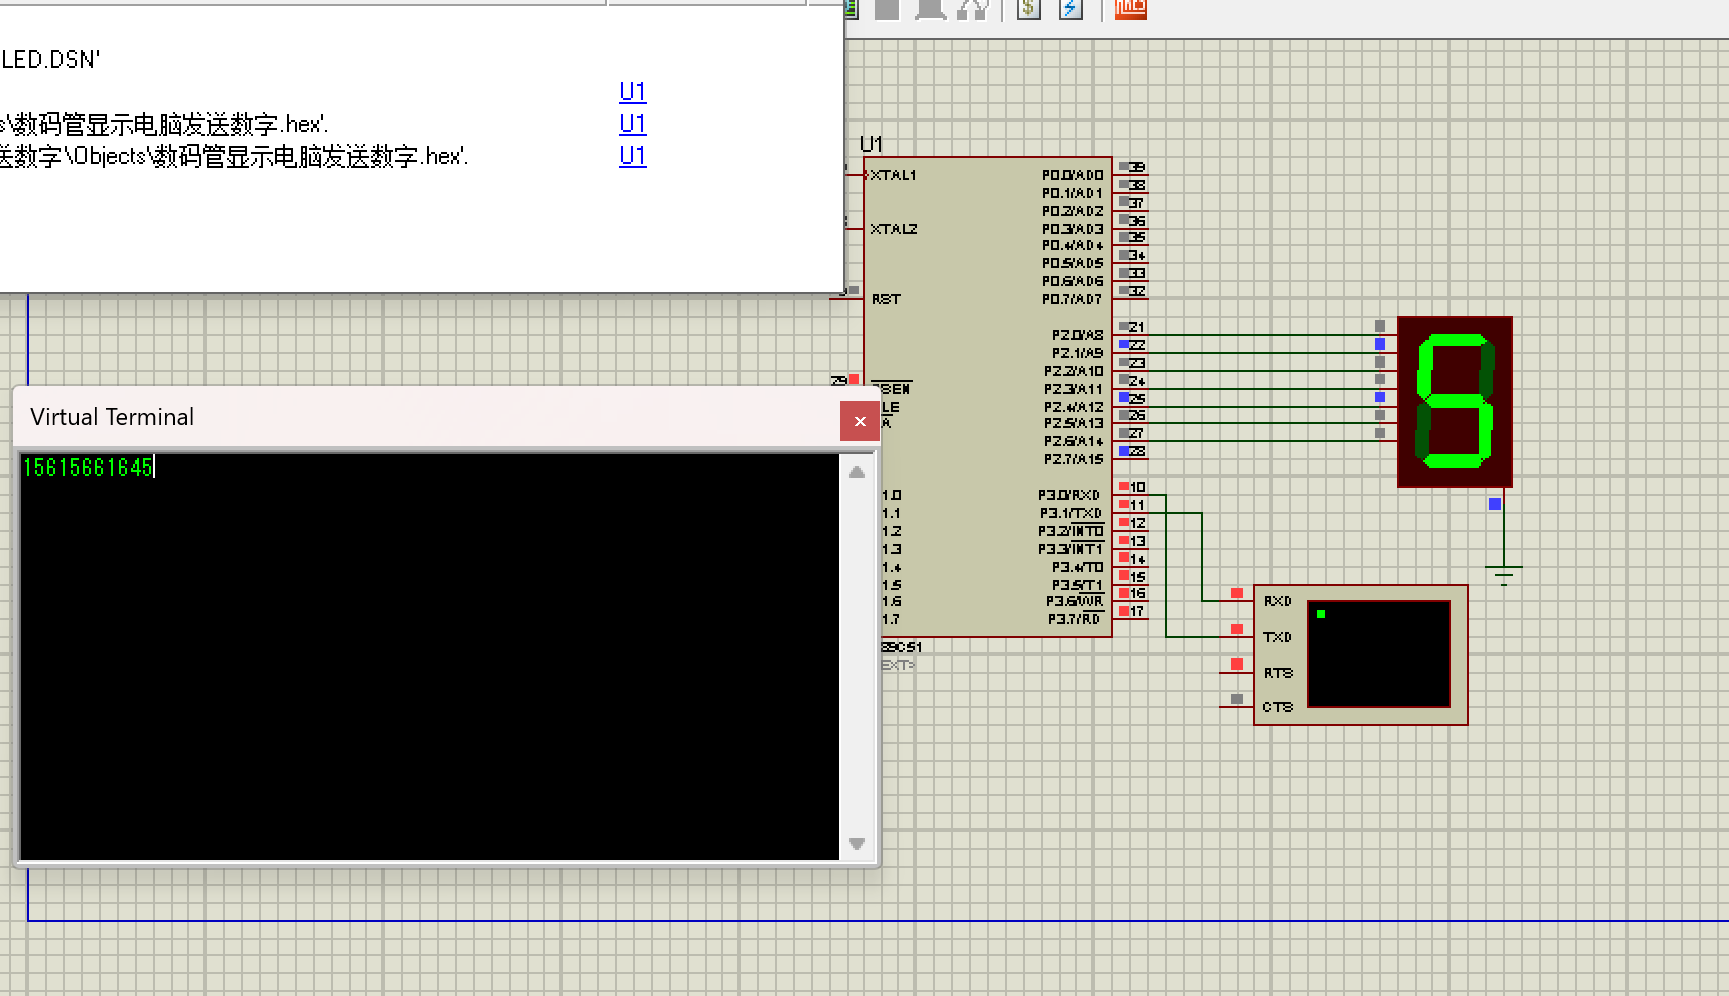 LED.DSN'
U1
s\数码管显示电脑发送数字.hex'.
U1
送数字\Objects\数码管显示电脑发送数字.hex'.
U1
U1
XTAL1
XTAL2
RST
PSEN
LE
A
29
P0.0/AD0
39
P0.1/AD1
38
P0.2/AD2
37
P0.3/AD3
36
P0.4/AD4
35
P0.5/AD5
34
P0.6/AD6
33
P0.7/AD7
32
P2.0/A8
21
P2.1/A9
22
P2.2/A10
23
P2.3/A11
24
P2.4/A12
25
P2.5/A13
26
P2.6/A14
27
P2.7/A15
28
1.0
P3.0/RXD
10
1.1
P3.1/TXD
11
1.2
P3.2/INT0
12
1.3
P3.3/INT1
13
1.4
P3.4/T0
14
1.5
P3.5/T1
15
1.6
P3.6/WR
16
1.7
P3.7/RD
17
89C51
EXT>
5
RXD
TXD
RTS
CTS
Virtual Terminal
15615661645